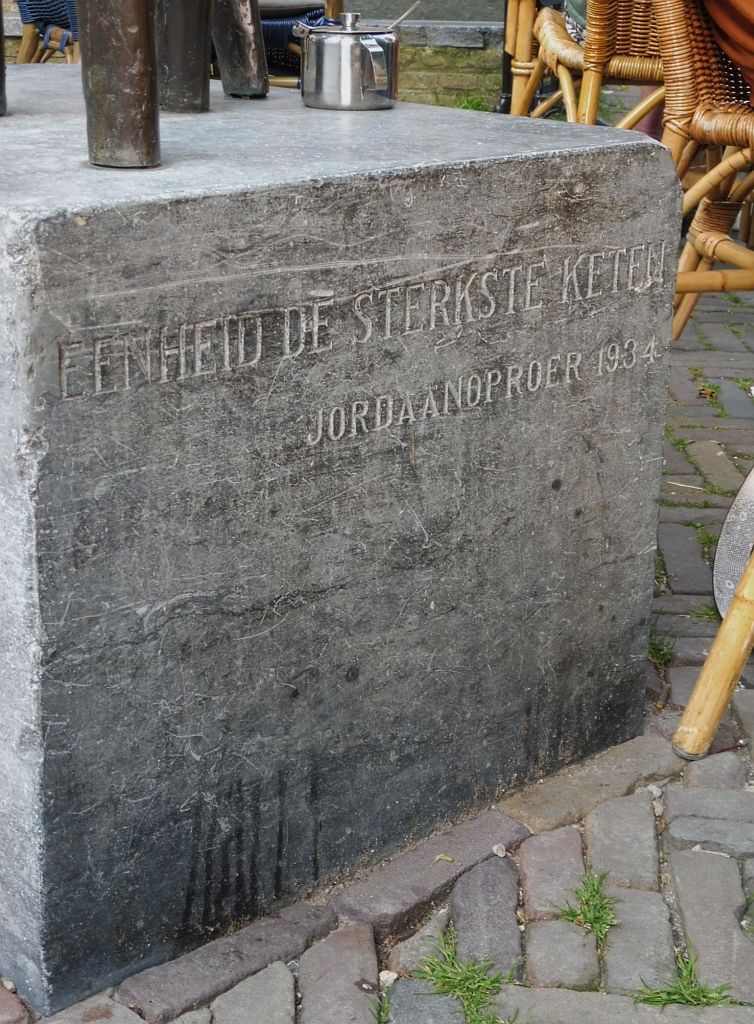 EENHEID DE STERKSTE KETEN
JORDAANOPROER 1934